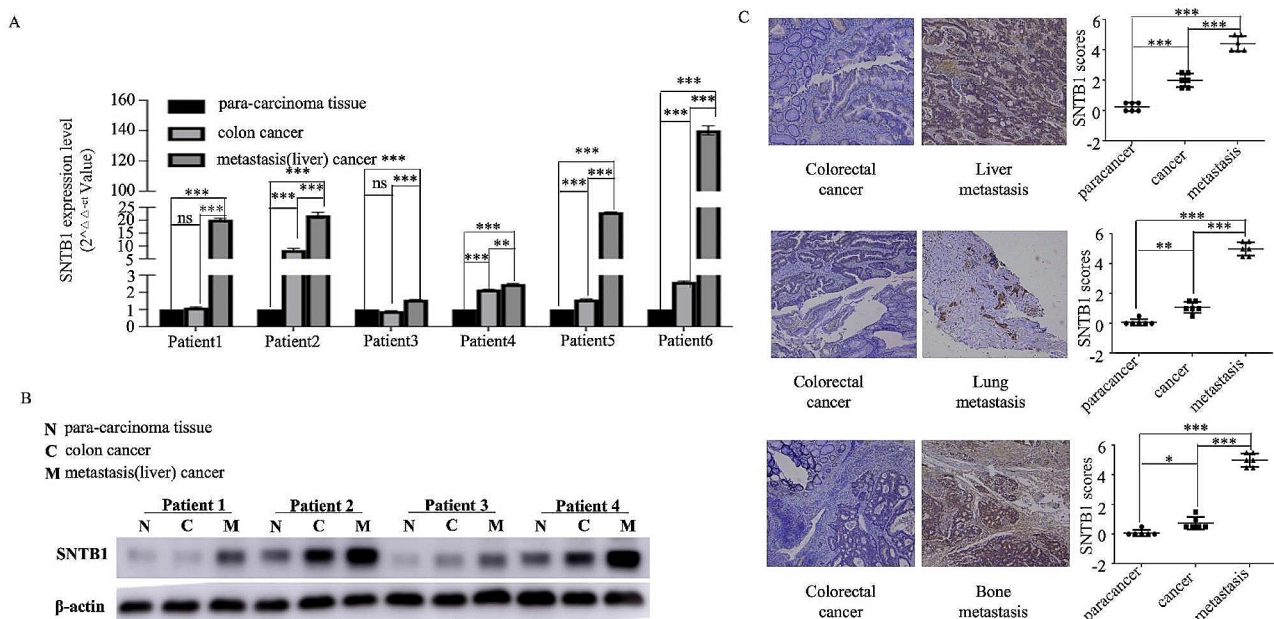 A
SNTB1 expression level
(2^△△-ct Value)
160
140
120
100
25
20
15
10
5
3
2
1
0
para-carcinoma tissue
colon cancer
metastasis(liver) cancer
ns
***
***
***
***
***
ns
***
***
***
**
***
***
***
***
***
***
***
Patient1
Patient2
Patient3
Patient4
Patient5
Patient6
B
N para-carcinoma tissue
C colon cancer
M metastasis(liver) cancer
Patient 1 Patient 2 Patient 3 Patient 4
N C M N C M N C M N C M
SNTB1
β-actin
C
Colorectal
cancer
Liver
metastasis
SNTB1 scores
6
4
2
0
-2
***
***
***
paracancer
cancer
metastasis
Colorectal
cancer
Lung
metastasis
SNTB1 scores
6
4
2
0
-2
***
**
***
paracancer
cancer
metastasis
Colorectal
cancer
Bone
metastasis
SNTB1 scores
6
4
2
0
-2
***
*
***
paracancer
cancer
metastasis